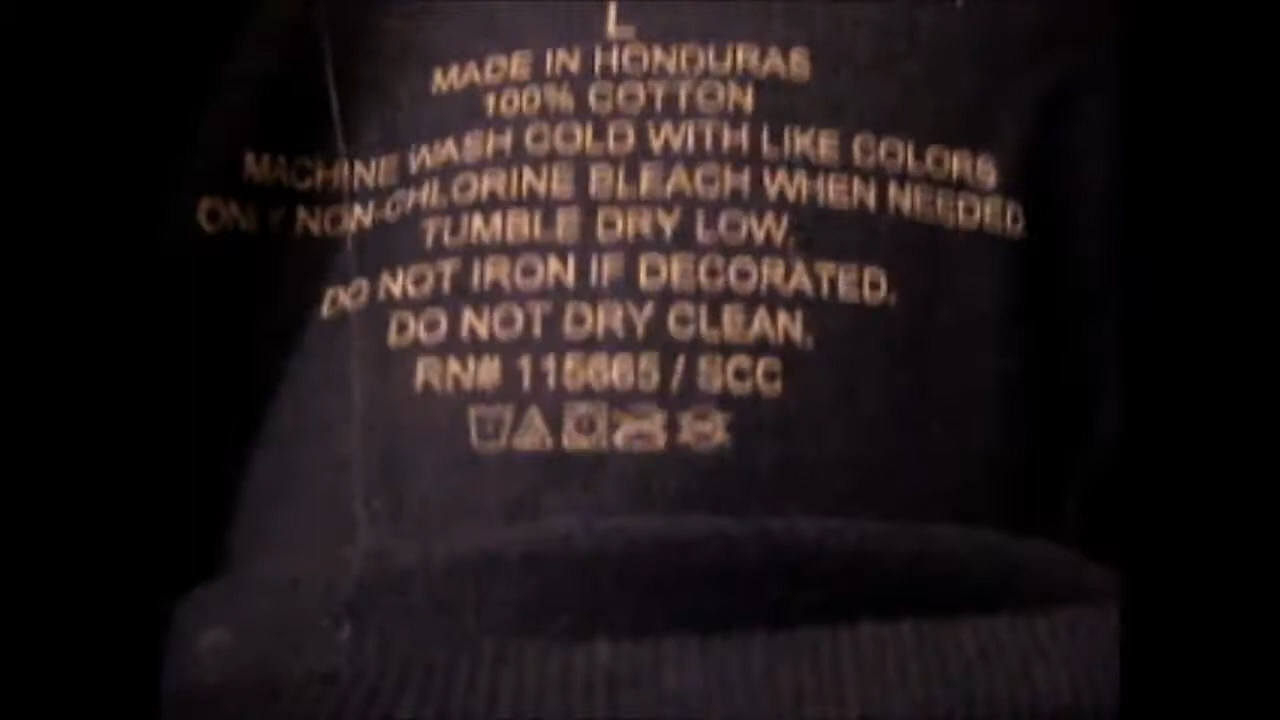 L
MADE IN HONDURAS
100% COTTON
MACHINE WASH COLD WITH LIKE COLORS
ONLY NON-CHLORINE BLEACH WHEN NEEDED.
TUMBLE DRY LOW.
DO NOT IRON IF DECORATED.
DO NOT DRY CLEAN.
RN# 115665 / SCC